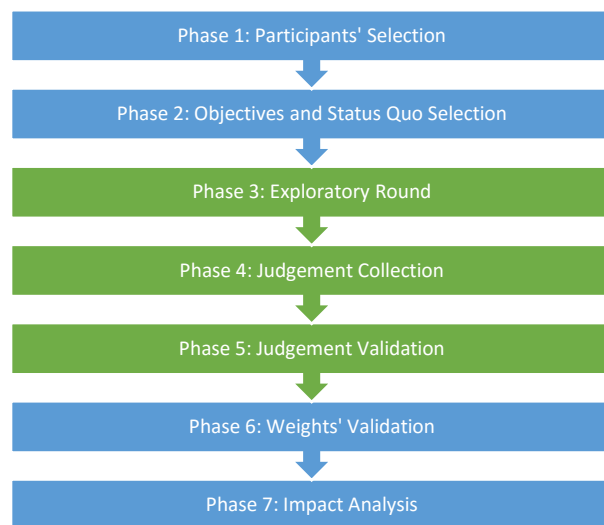 Phase 1: Participants' Selection
Phase 2: Objectives and Status Quo Selection
Phase 3: Exploratory Round
Phase 4: Judgement Collection
Phase 5: Judgement Validation
Phase 6: Weights' Validation
Phase 7: Impact Analysis